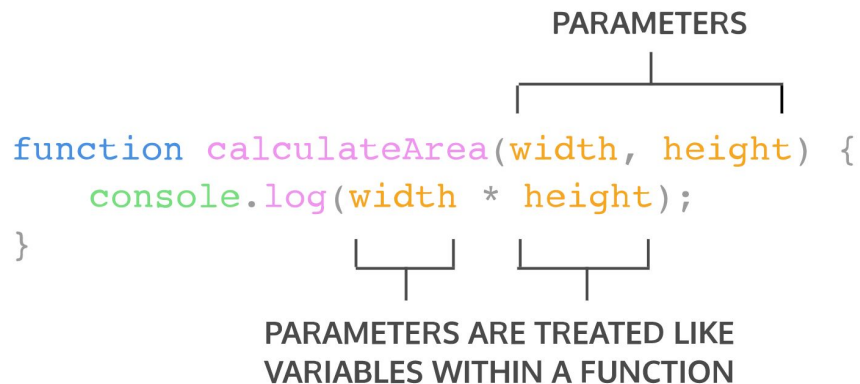 PARAMETERS
function calculateArea(width, height) {
console.log(width * height);
}
PARAMETERS ARE TREATED LIKE
VARIABLES WITHIN A FUNCTION